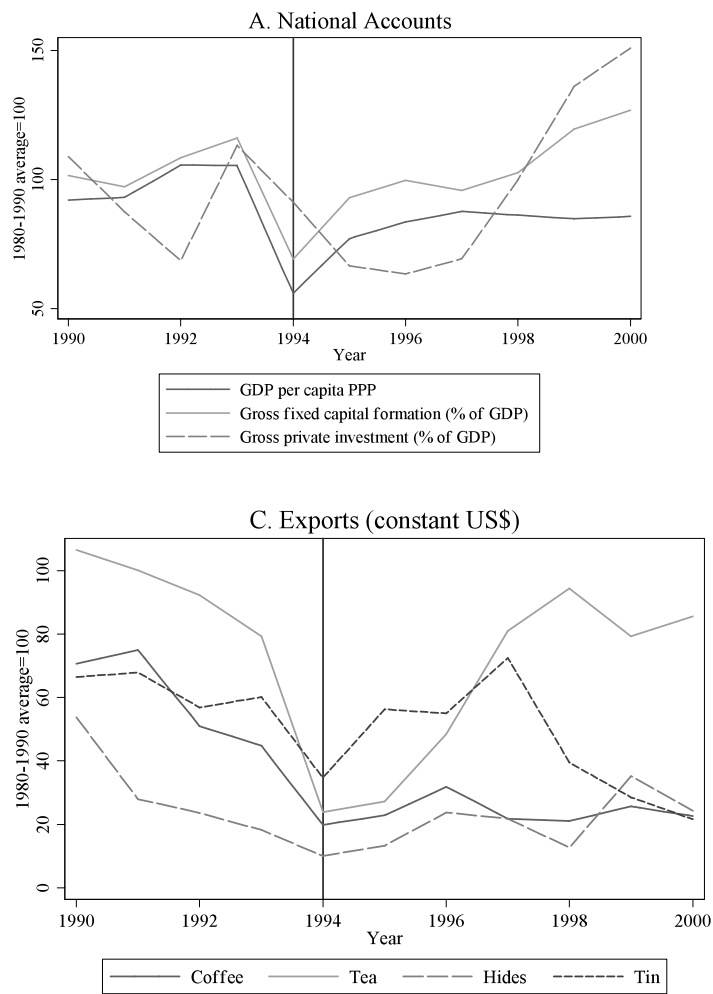 A. National Accounts
1980-1990 average=100
150
100
50
1990 1992 1994 1996 1998 2000
Year
GDP per capita PPP
Gross fixed capital formation (% of GDP)
Gross private investment (% of GDP)
C. Exports (constant US$)
1980-1990 average=100
100
80
60
40
20
0
1990 1992 1994 1996 1998 2000
Year
Coffee Tea Hides Tin